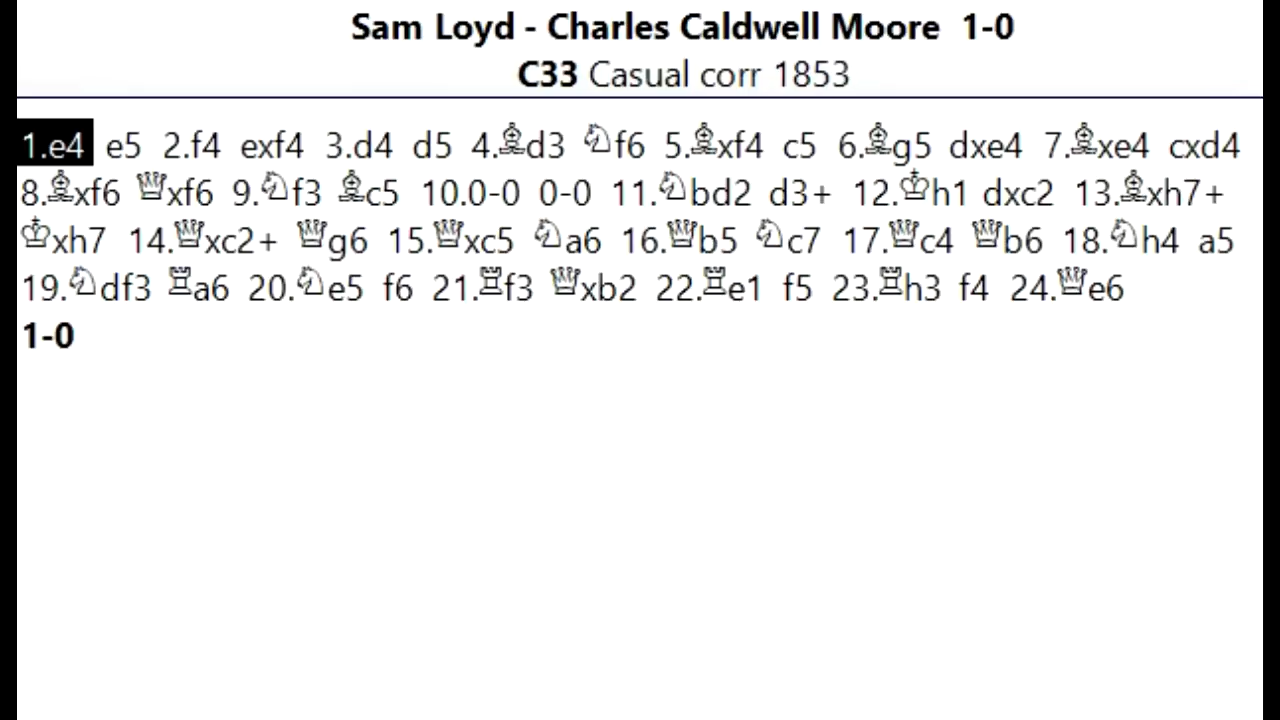 Sam Loyd - Charles Caldwell Moore 1-0
C33 Casual corr 1853
1.e4 e5 2.f4 exf4 3.d4 d5 4.♗d3 ♘f6 5.♗xf4 c5 6.♗g5 dxe4 7.♗xe4 cxd4
8.♗xf6 ♕xf6 9.♘f3 ♗c5 10.0-0 0-0 11.♘bd2 d3+ 12.♔h1 dxc2 13.♗xh7+
♔xh7 14.♕xc2+ ♕g6 15.♕xc5 ♘a6 16.♕b5 ♘c7 17.♕c4 ♕b6 18.♘h4 a5
19.♘df3 ♖a6 20.♘e5 f6 21.♖f3 ♕xb2 22.♖e1 f5 23.♖h3 f4 24.♕e6
1-0